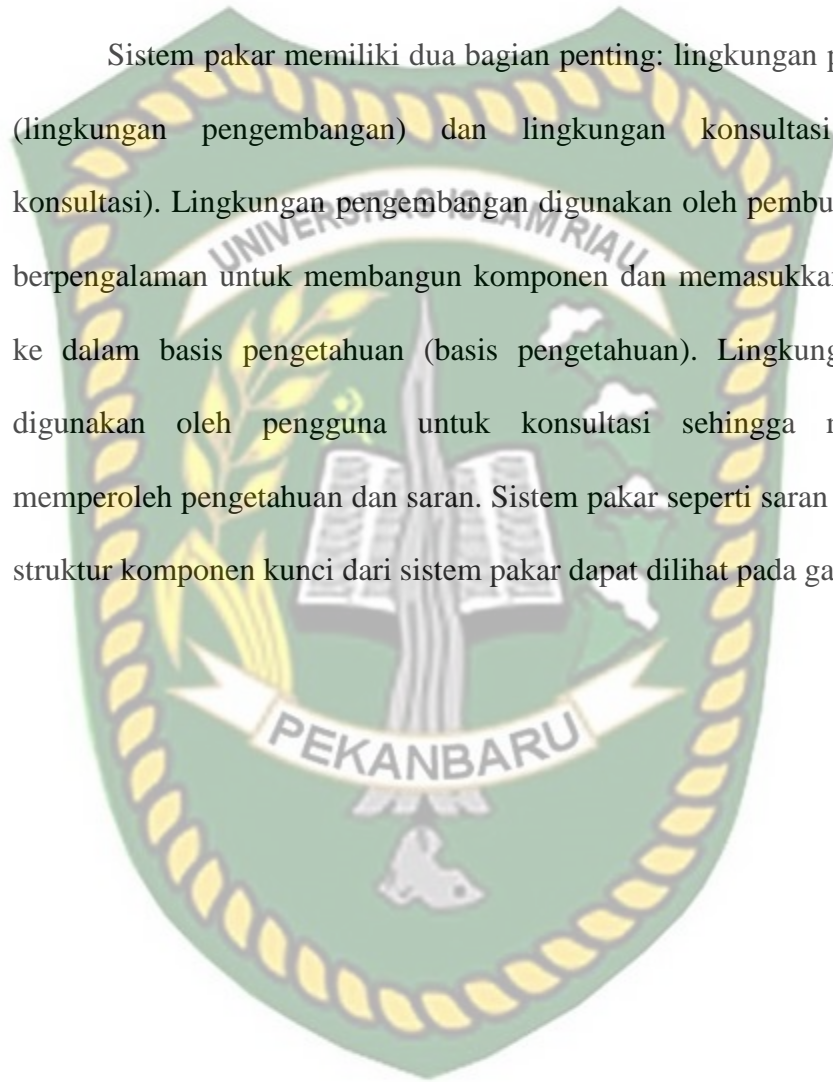 Sistem pakar memiliki dua bagian penting: lingkungan p
(lingkungan pengembangan) dan lingkungan konsultasi
konsultasi). Lingkungan pengembangan digunakan oleh pembu
berpengalaman untuk membangun komponen dan memasukka
ke dalam basis pengetahuan (basis pengetahuan). Lingkung
digunakan oleh pengguna untuk konsultasi sehingga
memperoleh pengetahuan dan saran. Sistem pakar seperti saran
struktur komponen kunci dari sistem pakar dapat dilihat pada ga
UNIVERSITAS ISLAM RIAU
PEKANBARU